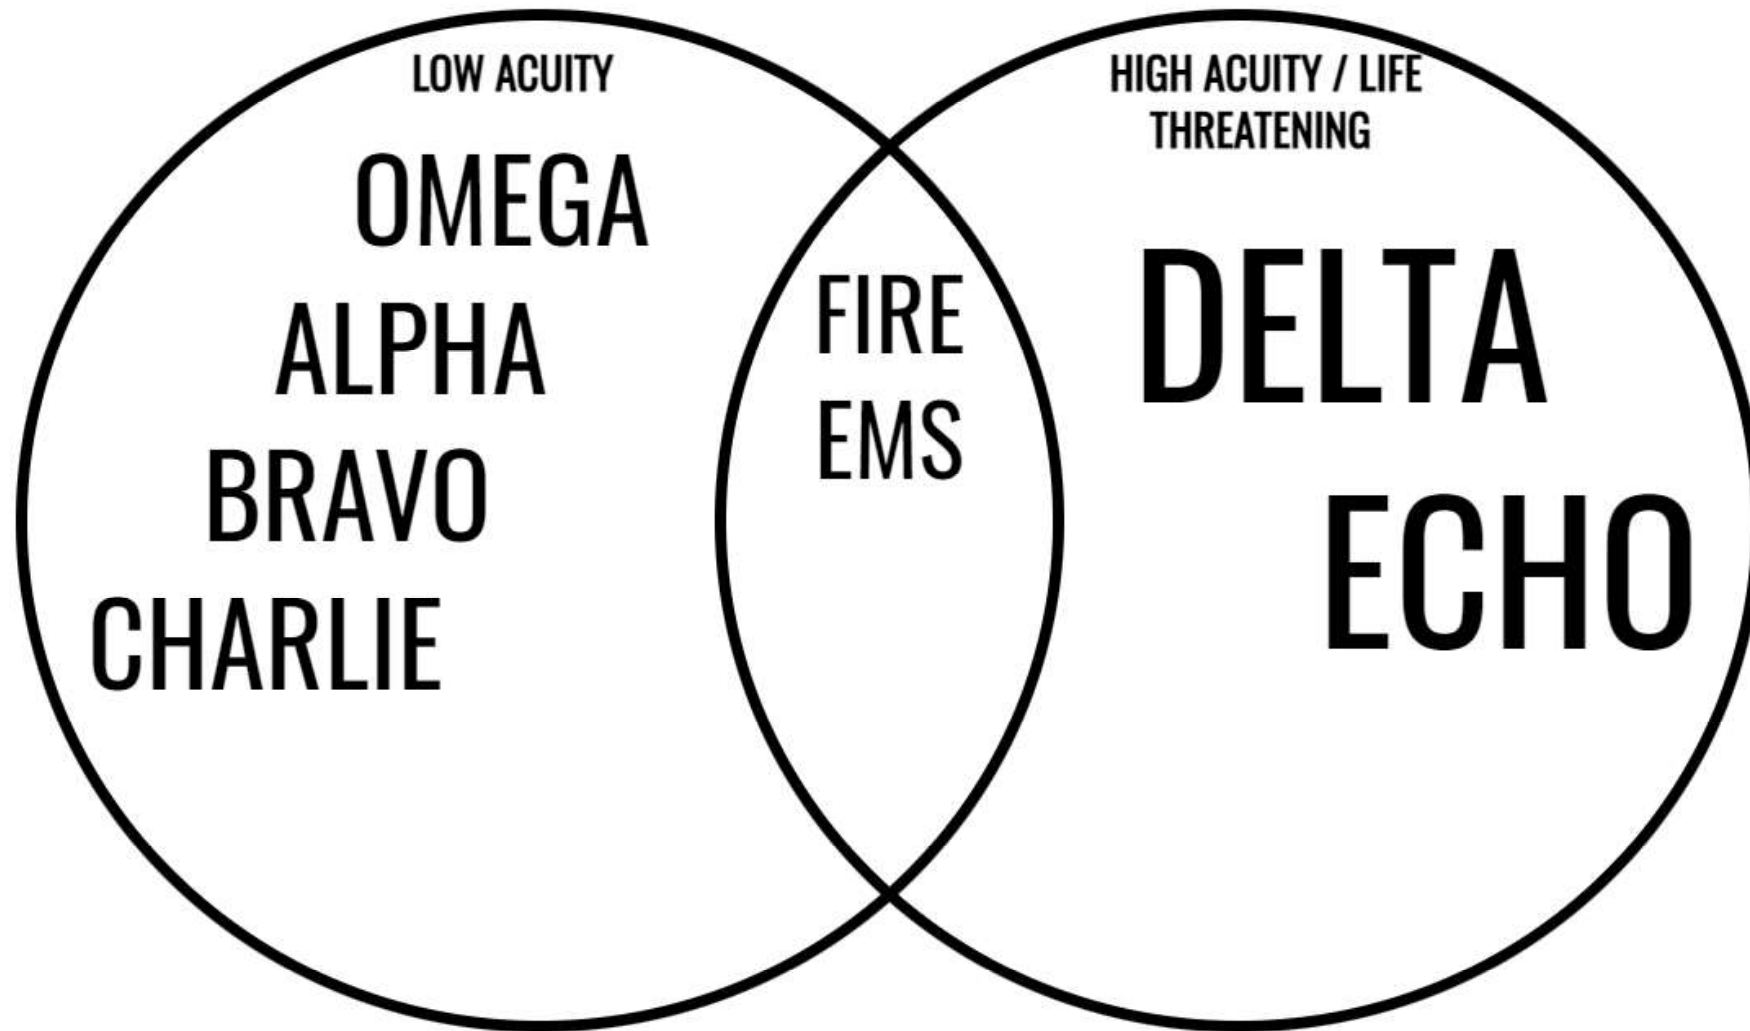 LOW ACUITY
OMEGA
ALPHA
BRAVO
CHARLIE
FIRE
EMS
HIGH ACUITY / LIFE
THREATENING
DELTA
ECHO